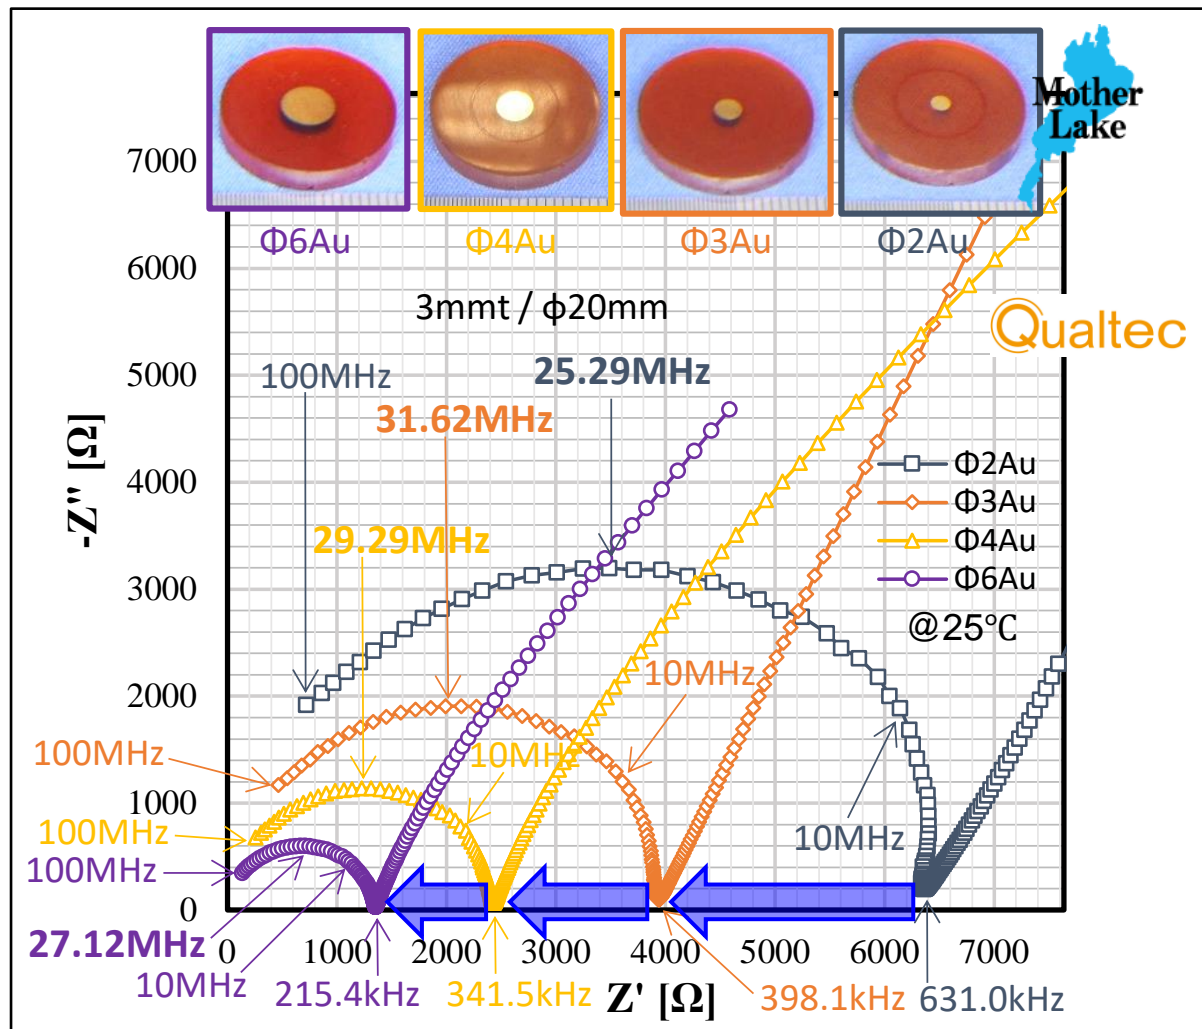 Mother
Lake
Φ6Au
Φ4Au
Φ3Au
Φ2Au
7000
6000
5000
4000
3000
2000
1000
0
-Z'' [Ω]
3mmt / ϕ20mm
Qualtec
100MHz
25.29MHz
31.62MHz
29.29MHz
Φ2Au
Φ3Au
Φ4Au
Φ6Au
@25℃
10MHz
10MHz
10MHz
100MHz
100MHz
100MHz
27.12MHz
10MHz
0
1000
2000
3000
4000
5000
6000
7000
215.4kHz
341.5kHz
Z' [Ω]
398.1kHz
631.0kHz